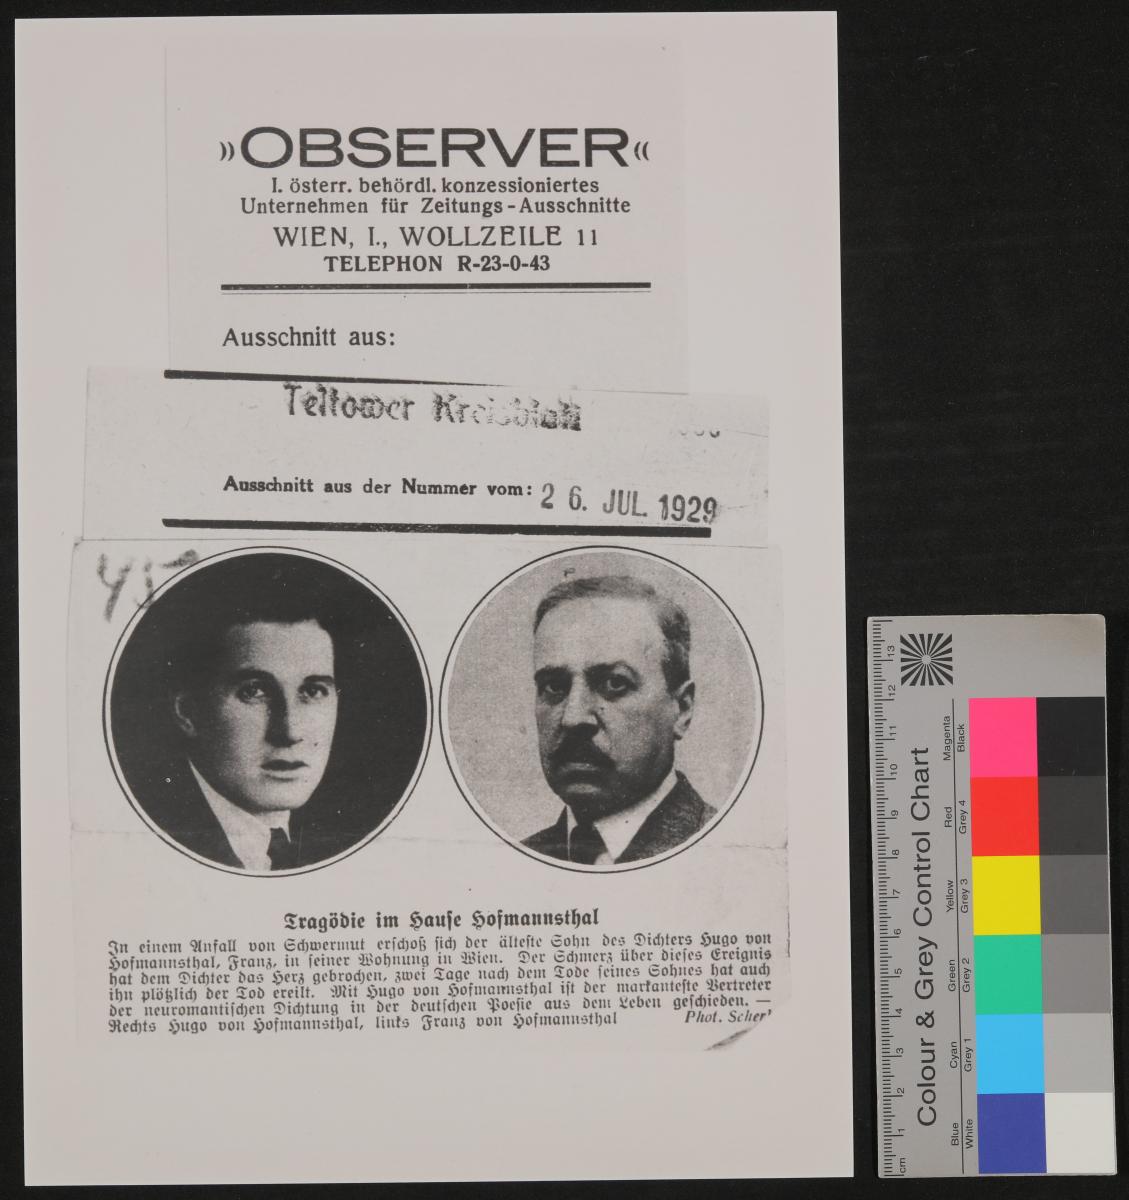 »OBSERVER«
I. österr. behördl. konzessioniertes
Unternehmen für Zeitungs-Ausschnitte
WIEN, I., WOLLZEILE 11
TELEPHON R-23-0-43
Ausschnitt aus:
Teltower Kreisblatt
Ausschnitt aus der Nummer vom: 26. JUL. 1929
45
Tragödie im Hause Hofmannsthal
In einem Anfall von Schwermut erschoß sich der älteste Sohn des Dichters Hugo von
Hofmannsthal, Franz, in seiner Wohnung in Wien. Der Schmerz über dieses Ereignis
hat dem Dichter das Herz gebrochen, zwei Tage nach dem Tode seines Sohnes hat auch
ihn plötzlich der Tod ereilt. Mit Hugo von Hofmannsthal ist der markanteste Vertreter
der neuromantischen Dichtung in der deutschen Poesie aus dem Leben geschieden. —
Rechts Hugo von Hofmannsthal, links Franz von Hofmannsthal Phot. Scherl
Colour & Grey Control Chart
Blue Cyan Green Yellow Red Magenta
White Grey 1 Grey 2 Grey 3 Grey 4 Black
cm 1 2 3 4 5 6 7 8 9 10 11 12 13